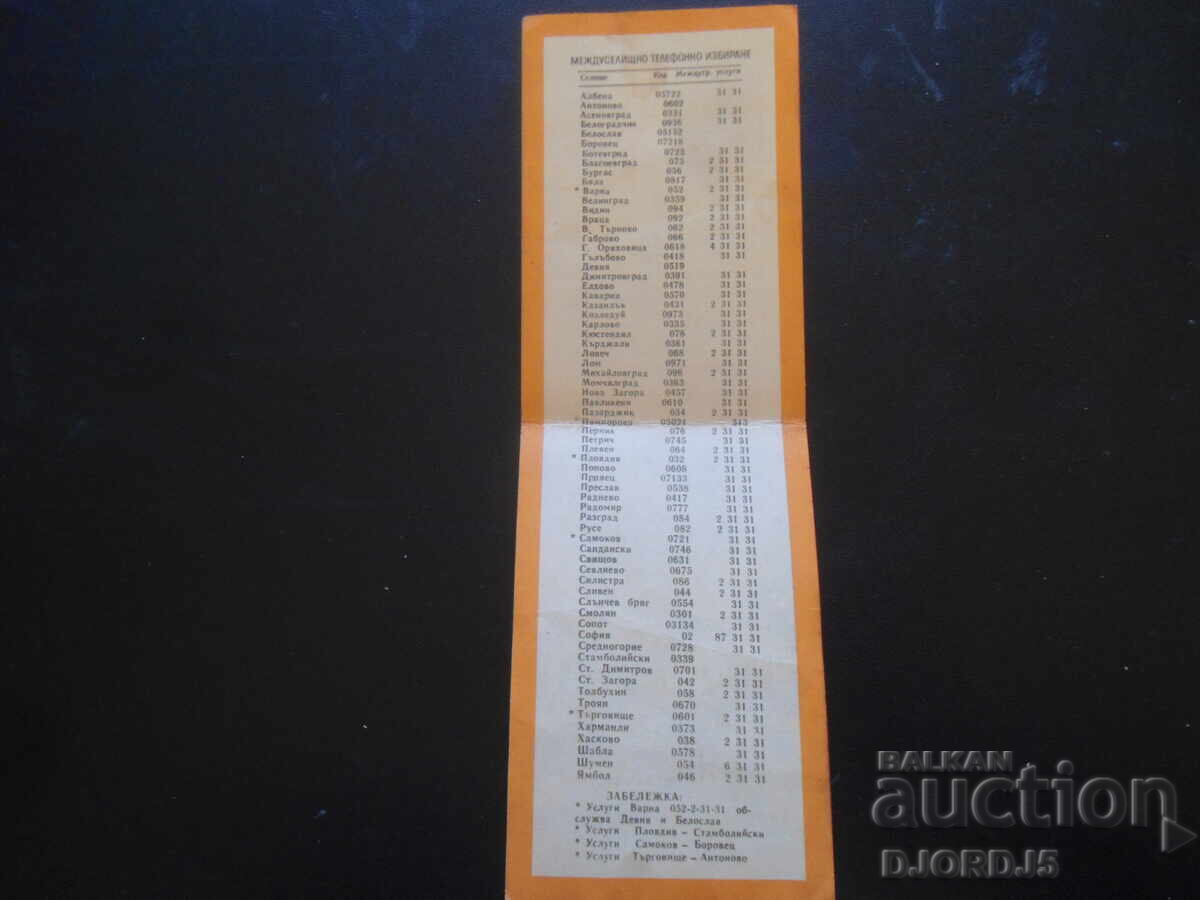 МЕЖДУСЕЛИЩНО ТЕЛЕФОННО ИЗБИРАНЕ
Селище Код Междугр. услуги
Албена 05722 31 31
Антоново 0602
Асеновград 0331 31 31
Белоградчик 0936 31 31
Белослав 05152
Боровец 07218
Ботевград 0723 31 31
Благоевград 073 2 31 31
Бургас 056 2 31 31
Бяла 0817 31 31
* Варна 052 2 31 31
Велинград 0359 31 31
Видин 094 2 31 31
Враца 092 2 31 31
В. Търново 062 2 31 31
Габрово 066 2 31 31
Г. Оряховица 0618 4 31 31
Гълъбово 0418 31 31
Девня 0519
Димитровград 0391 31 31
Елхово 0478 31 31
Каварна 0570 31 31
Казанлък 0431 2 31 31
Козлодуй 0973 31 31
Карлово 0335 31 31
Кюстендил 078 2 31 31
Кърджали 0361 31 31
Ловеч 068 2 31 31
Лом 0971 31 31
Михайловград 096 2 31 31
Момчилград 0363 31 31
Нова Загора 0457 31 31
Павликени 0610 31 31
Пазарджик 034 2 31 31
Пампорово 03021 343
Перник 076 2 31 31
Петрич 0745 31 31
Плевен 064 2 31 31
* Пловдив 032 2 31 31
Попово 0608 31 31
Правец 07133 31 31
Преслав 0538 31 31
Раднево 0417 31 31
Радомир 0777 31 31
Разград 084 2 31 31
Русе 082 2 31 31
* Самоков 0721 31 31
Сандански 0746 31 31
Свищов 0631 31 31
Севлиево 0675 31 31
Силистра 086 2 31 31
Сливен 044 2 31 31
Слънчев бряг 0554 31 31
Смолян 0301 2 31 31
Сопот 03134 31 31
София 02 87 31 31
Средногорие 0728 31 31
Стамболийски 0339
Ст. Димитров 0701 31 31
Ст. Загора 042 2 31 31
Толбухин 058 2 31 31
Троян 0670 31 31
* Търговище 0601 2 31 31
Харманли 0373 31 31
Хасково 038 2 31 31
Шабла 0578 31 31
Шумен 054 6 31 31
Ямбол 046 2 31 31
ЗАБЕЛЕЖКА:
* Услуги Варна 052-2-31-31 об-
служва Девня и Белослав
* Услуги Пловдив – Стамболийски
* Услуги Самоков – Боровец
* Услуги Търговище – Антоново
BALKAN
auction
DJORDJ5